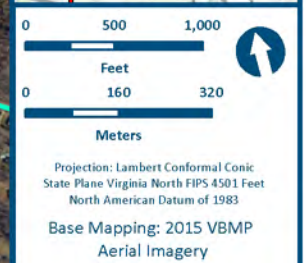 0 500 1,000
Feet
0 160 320
Meters
Projection: Lambert Conformal Conic
State Plane Virginia North FIPS 4501 Feet
North American Datum of 1983
Base Mapping: 2015 VBMP
Aerial Imagery